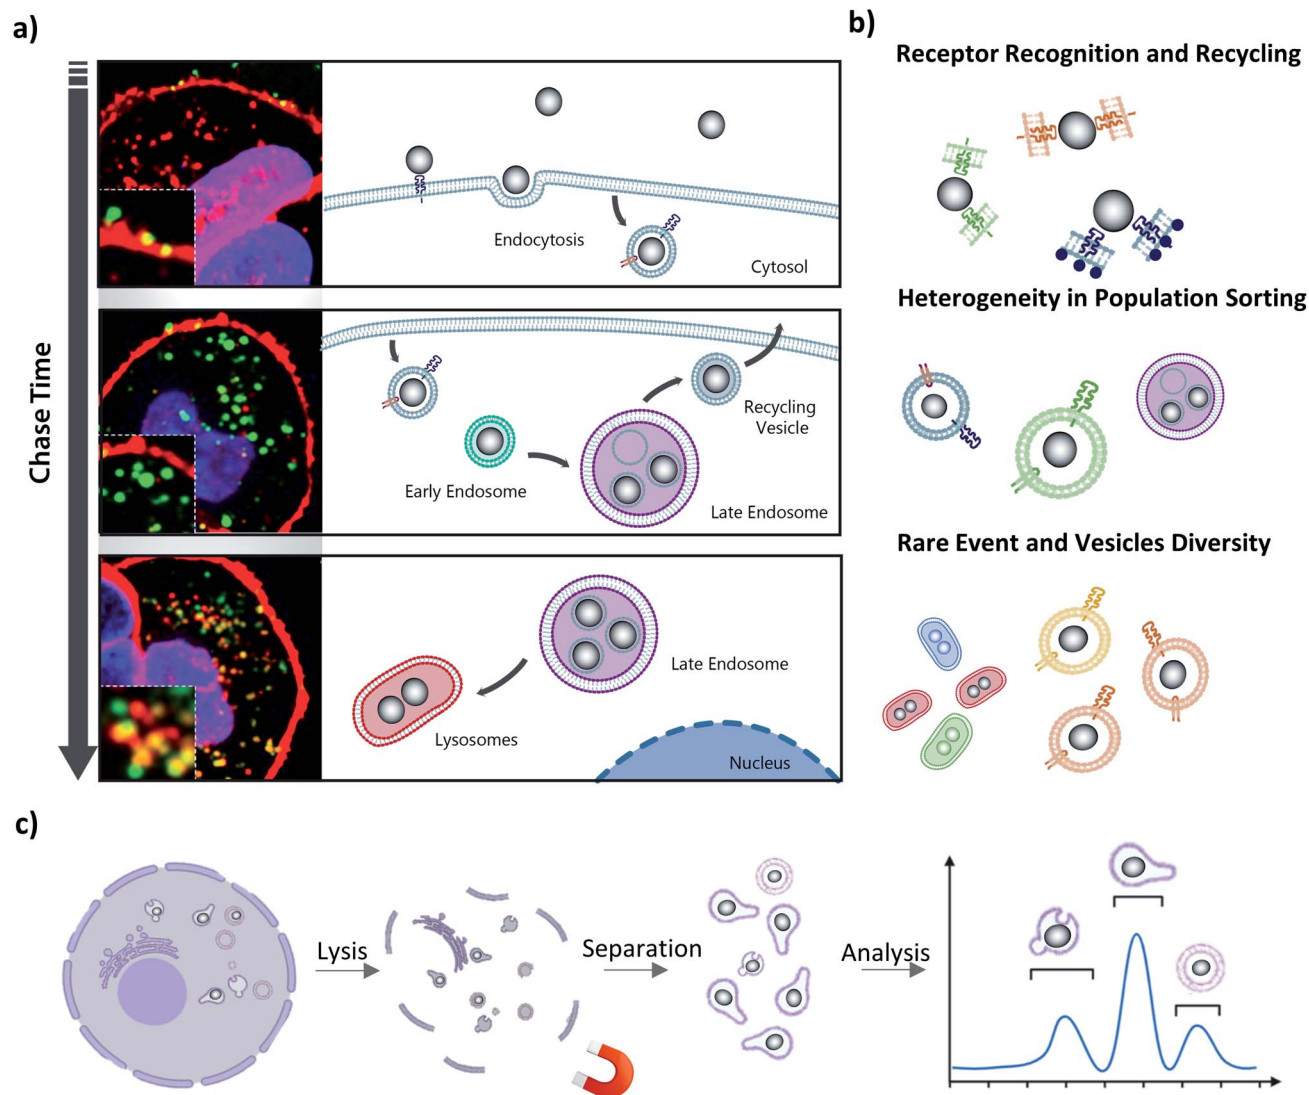 a)
Chase Time
Endocytosis
Cytosol
Early Endosome
Recycling
Vesicle
Late Endosome
Late Endosome
Lysosomes
Nucleus
b)
Receptor Recognition and Recycling
Heterogeneity in Population Sorting
Rare Event and Vesicles Diversity
c)
Lysis
Separation
Analysis